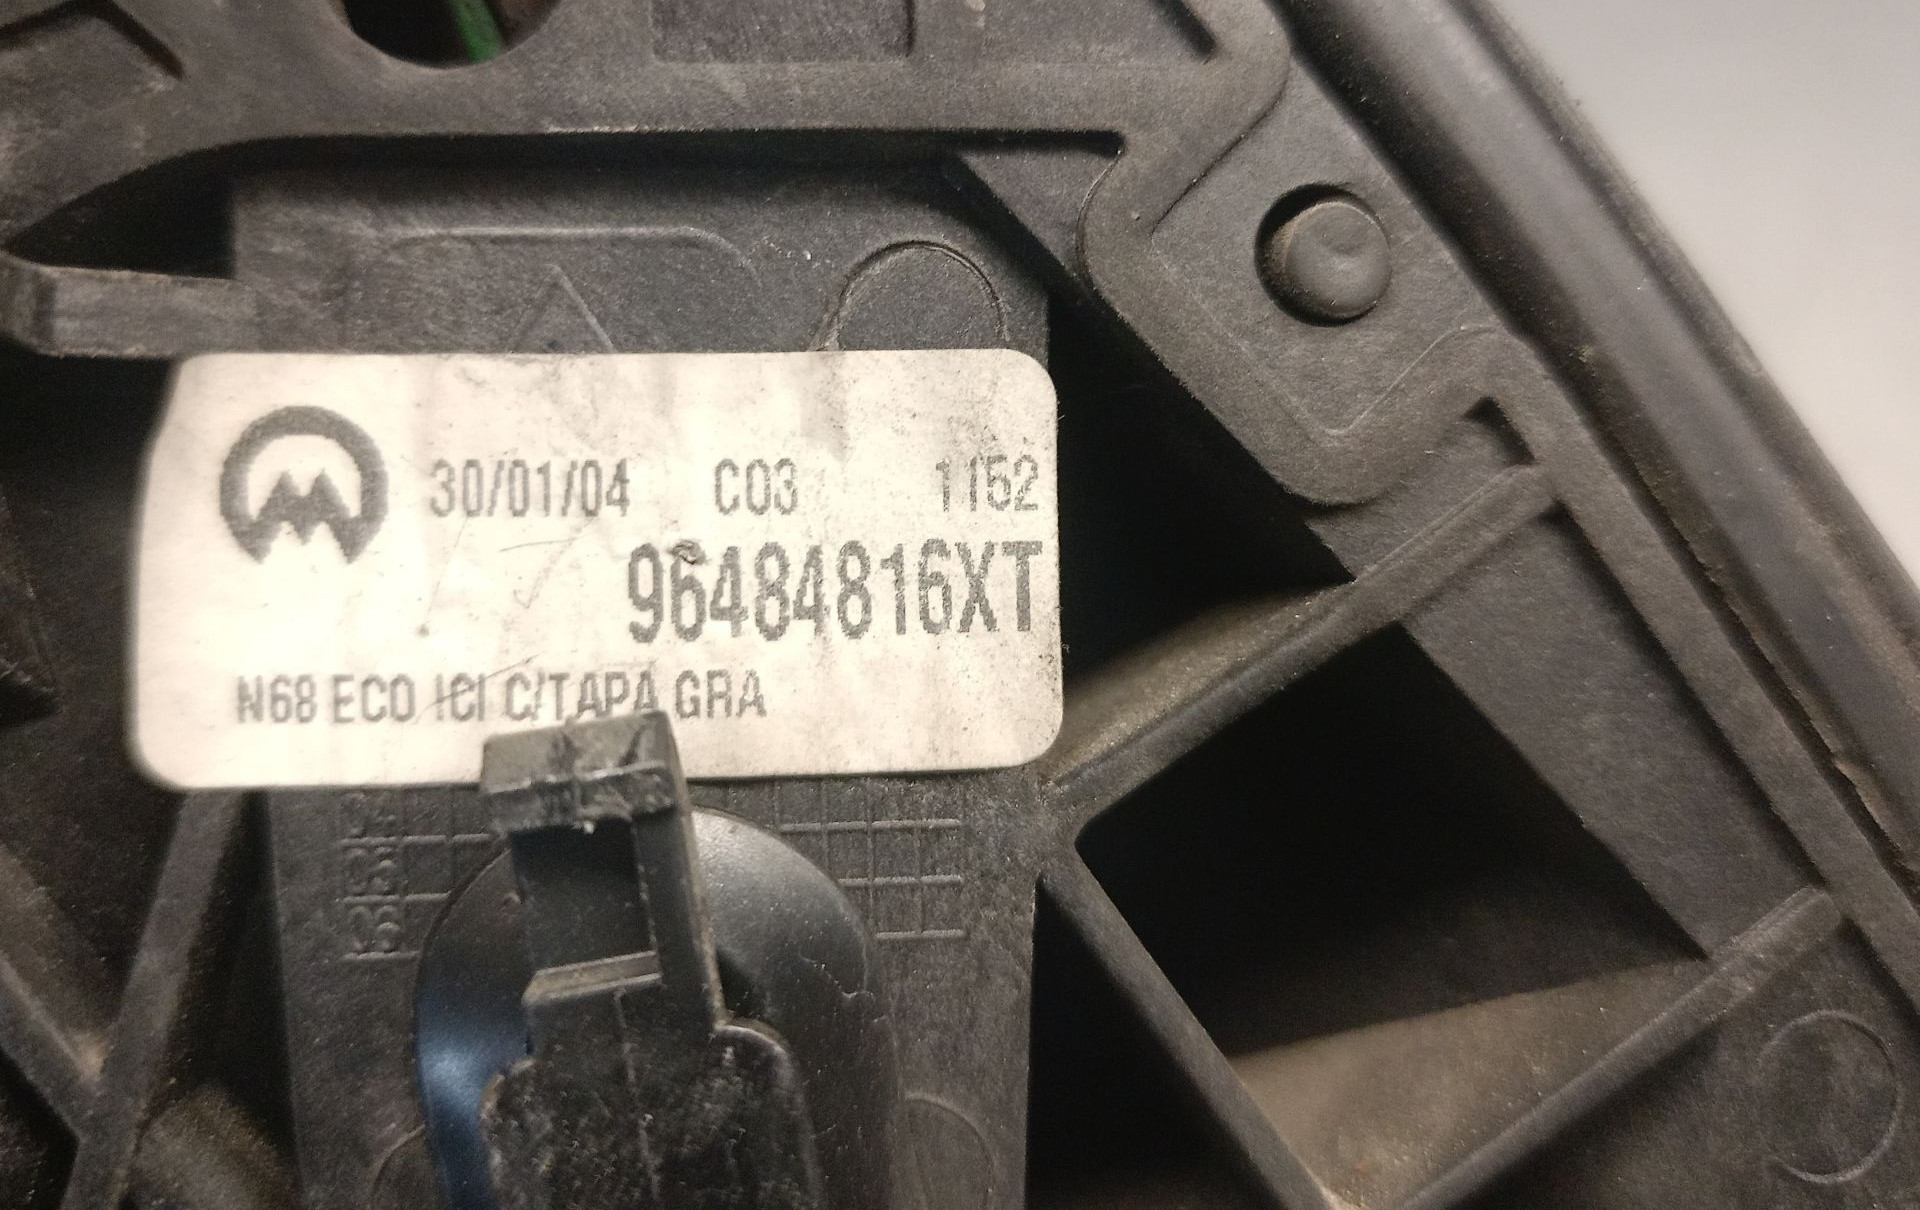 30/01/04 C03 1152
96484816XT
N68 ECO ICI C/TAPA GRA